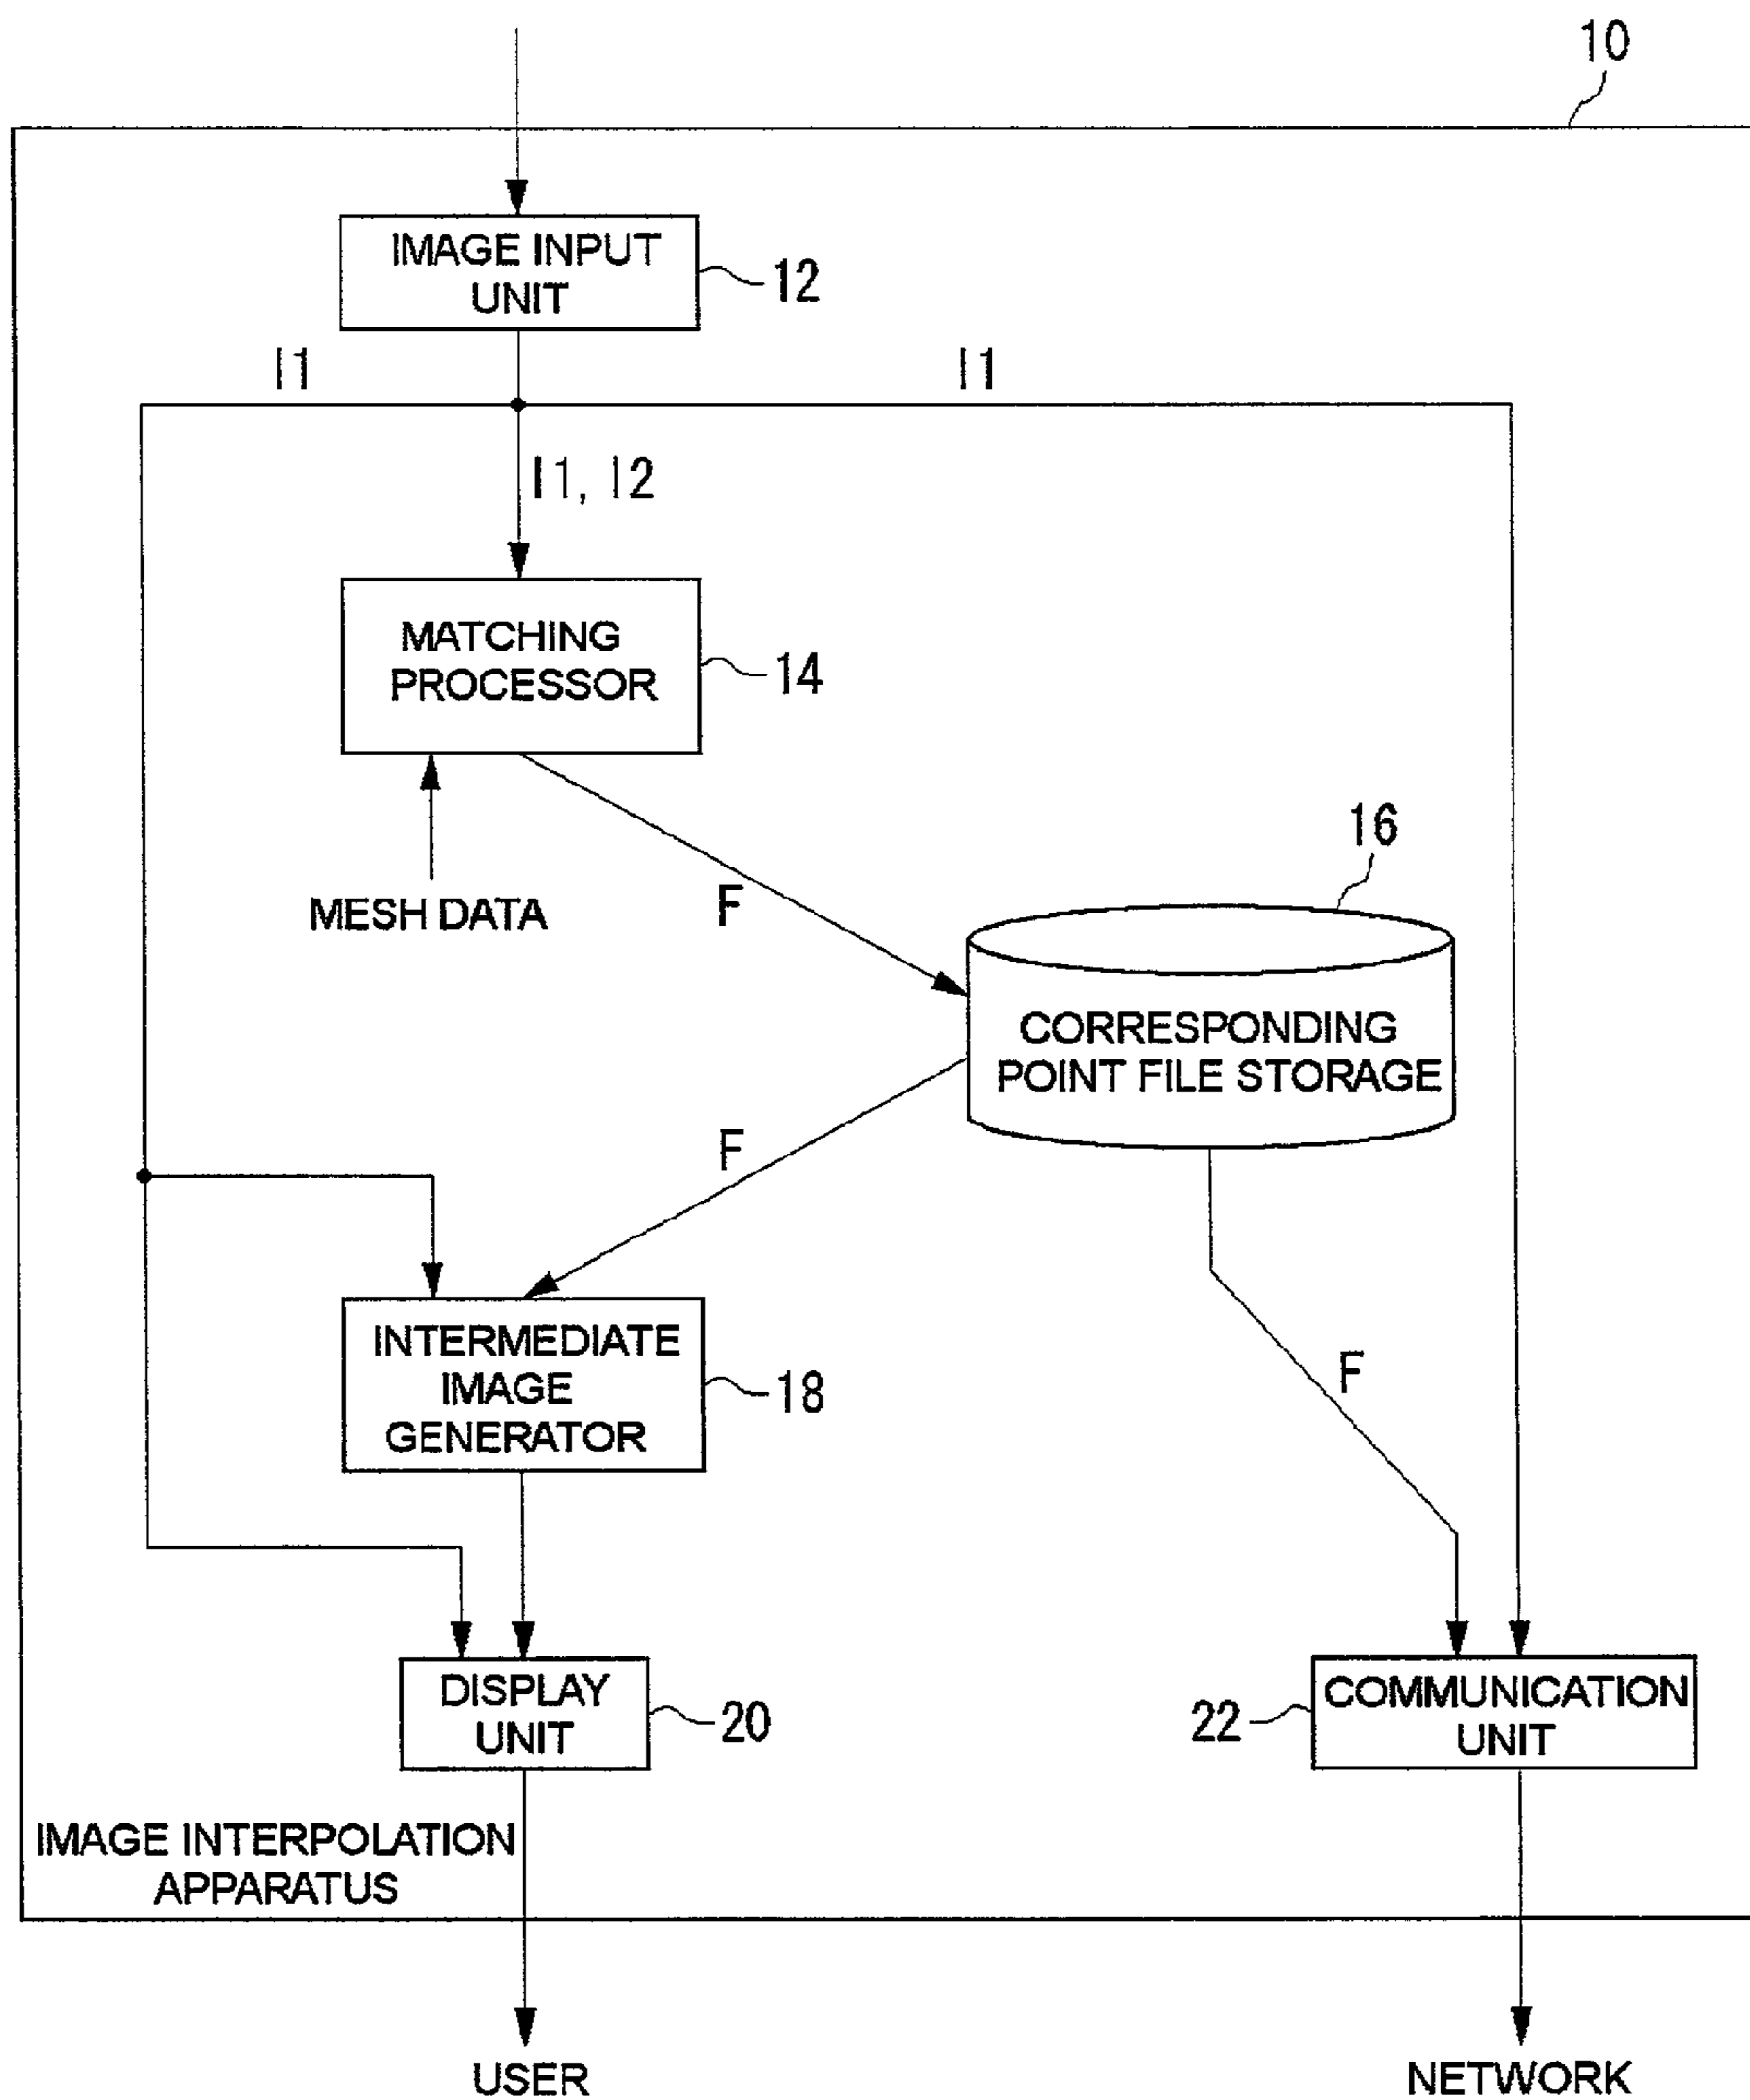 10
IMAGE INPUT
UNIT
12
I1
I1
I1, I2
MATCHING
PROCESSOR
14
MESH DATA
F
16
CORRESPONDING
POINT FILE STORAGE
F
INTERMEDIATE
IMAGE
GENERATOR
18
F
DISPLAY
UNIT
20
22
COMMUNICATION
UNIT
IMAGE INTERPOLATION
APPARATUS
USER
NETWORK